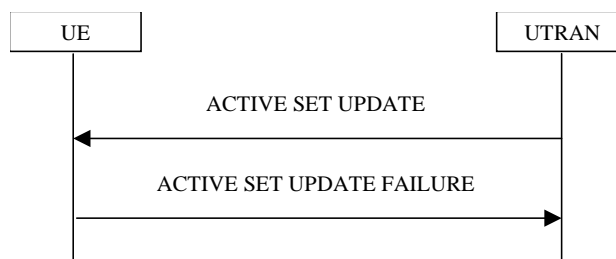 UE
UTRAN
ACTIVE SET UPDATE
ACTIVE SET UPDATE FAILURE